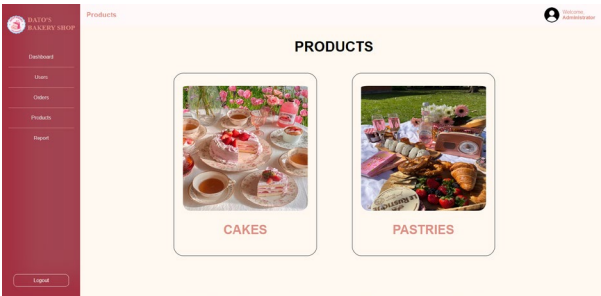 DATO'S
BAKERY SHOP
Products
Welcome
Administrator
Dashboard
Users
Orders
Products
Report
Logout
PRODUCTS
CAKES
PASTRIES